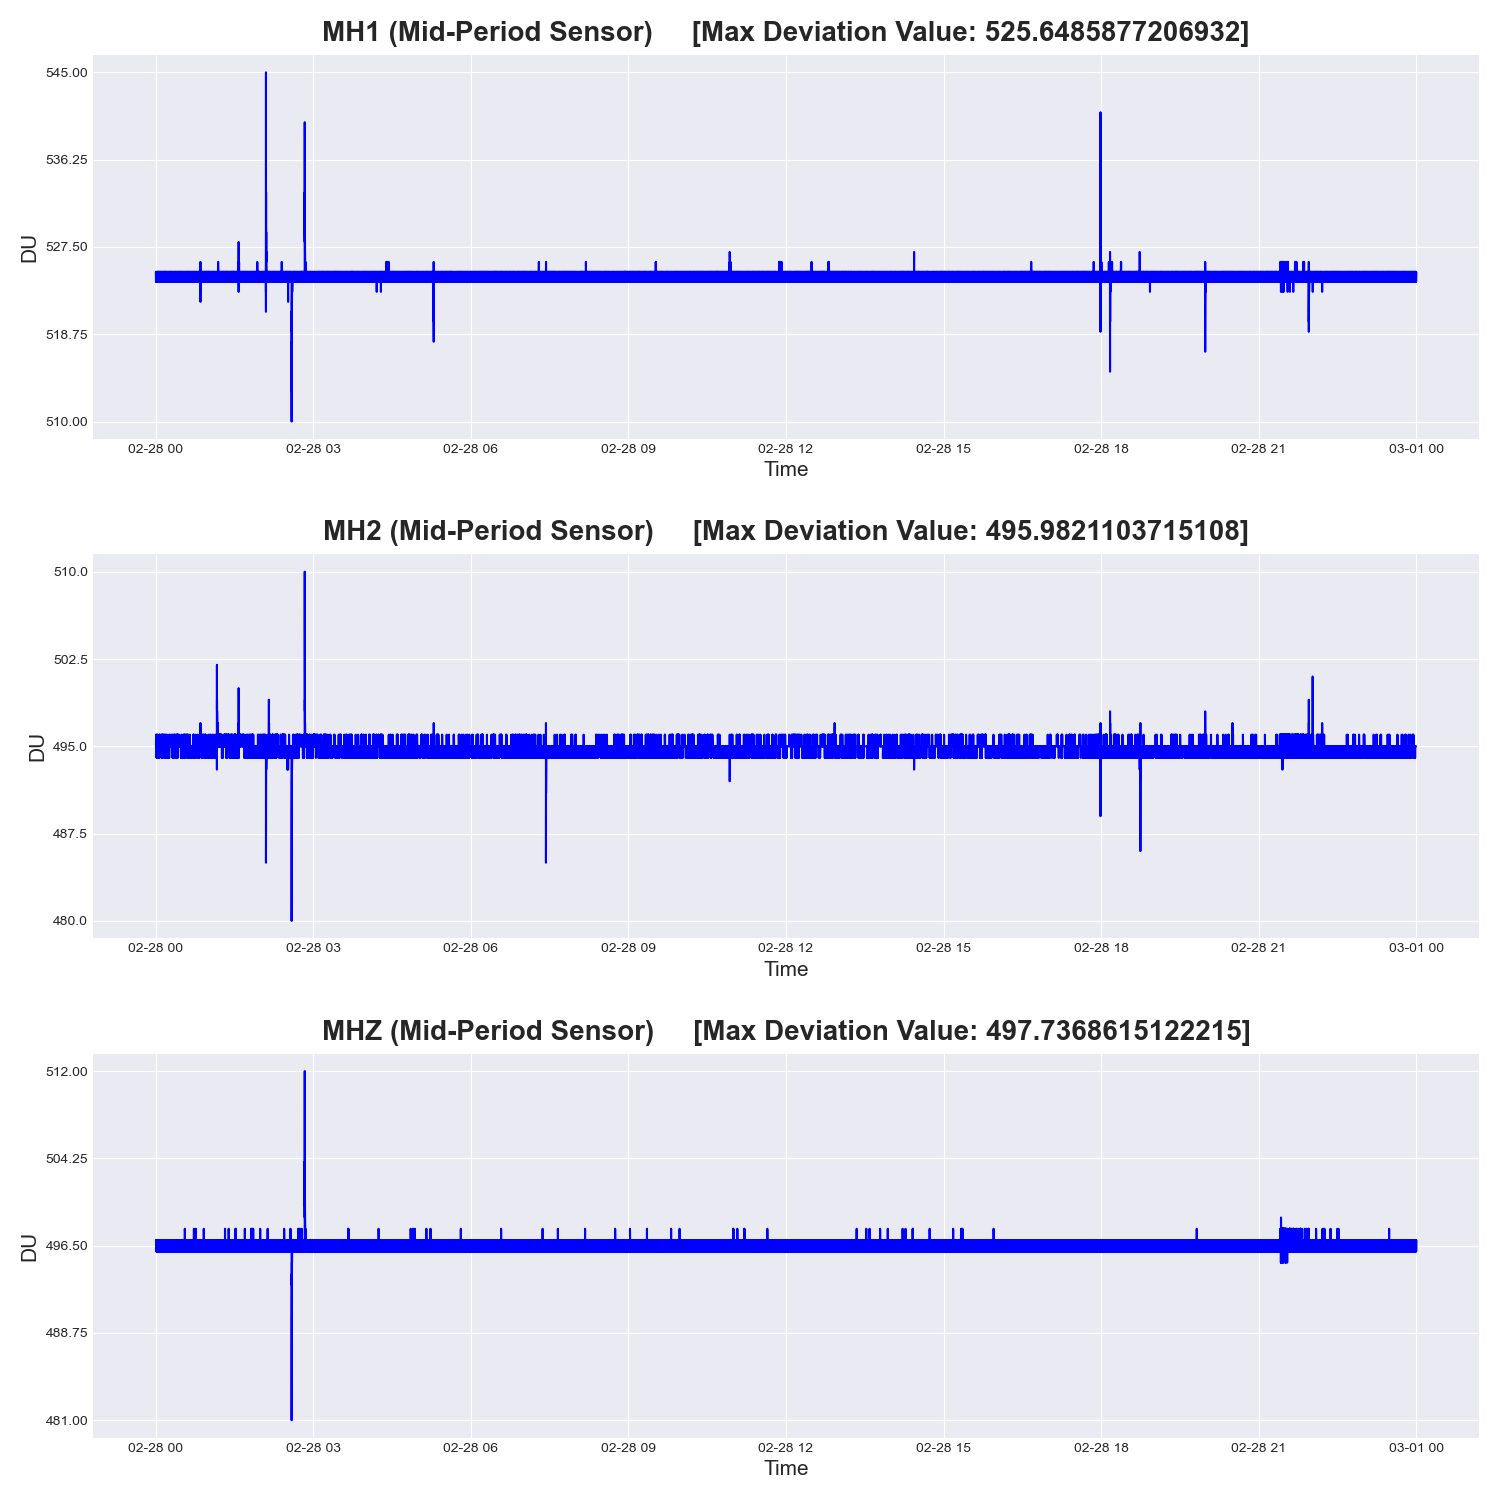 MH1 (Mid-Period Sensor) [Max Deviation Value: 525.6485877206932]
545.00
536.25
527.50
518.75
510.00
DU
02-28 00 02-28 03 02-28 06 02-28 09 02-28 12 02-28 15 02-28 18 02-28 21 03-01 00
Time
MH2 (Mid-Period Sensor) [Max Deviation Value: 495.9821103715108]
510.0
502.5
495.0
487.5
480.0
DU
02-28 00 02-28 03 02-28 06 02-28 09 02-28 12 02-28 15 02-28 18 02-28 21 03-01 00
Time
MHZ (Mid-Period Sensor) [Max Deviation Value: 497.7368615122215]
512.00
504.25
496.50
488.75
481.00
DU
02-28 00 02-28 03 02-28 06 02-28 09 02-28 12 02-28 15 02-28 18 02-28 21 03-01 00
Time